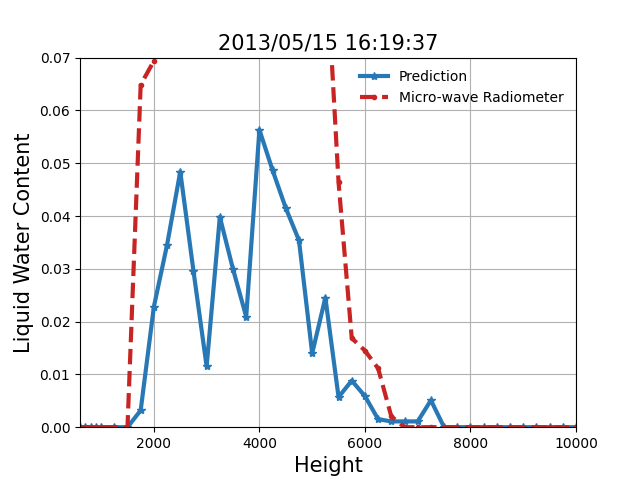 2013/05/15 16:19:37
0.07
0.06
0.05
0.04
0.03
0.02
0.01
0.00
Liquid Water Content
Prediction
Micro-wave Radiometer
2000 4000 6000 8000 10000
Height